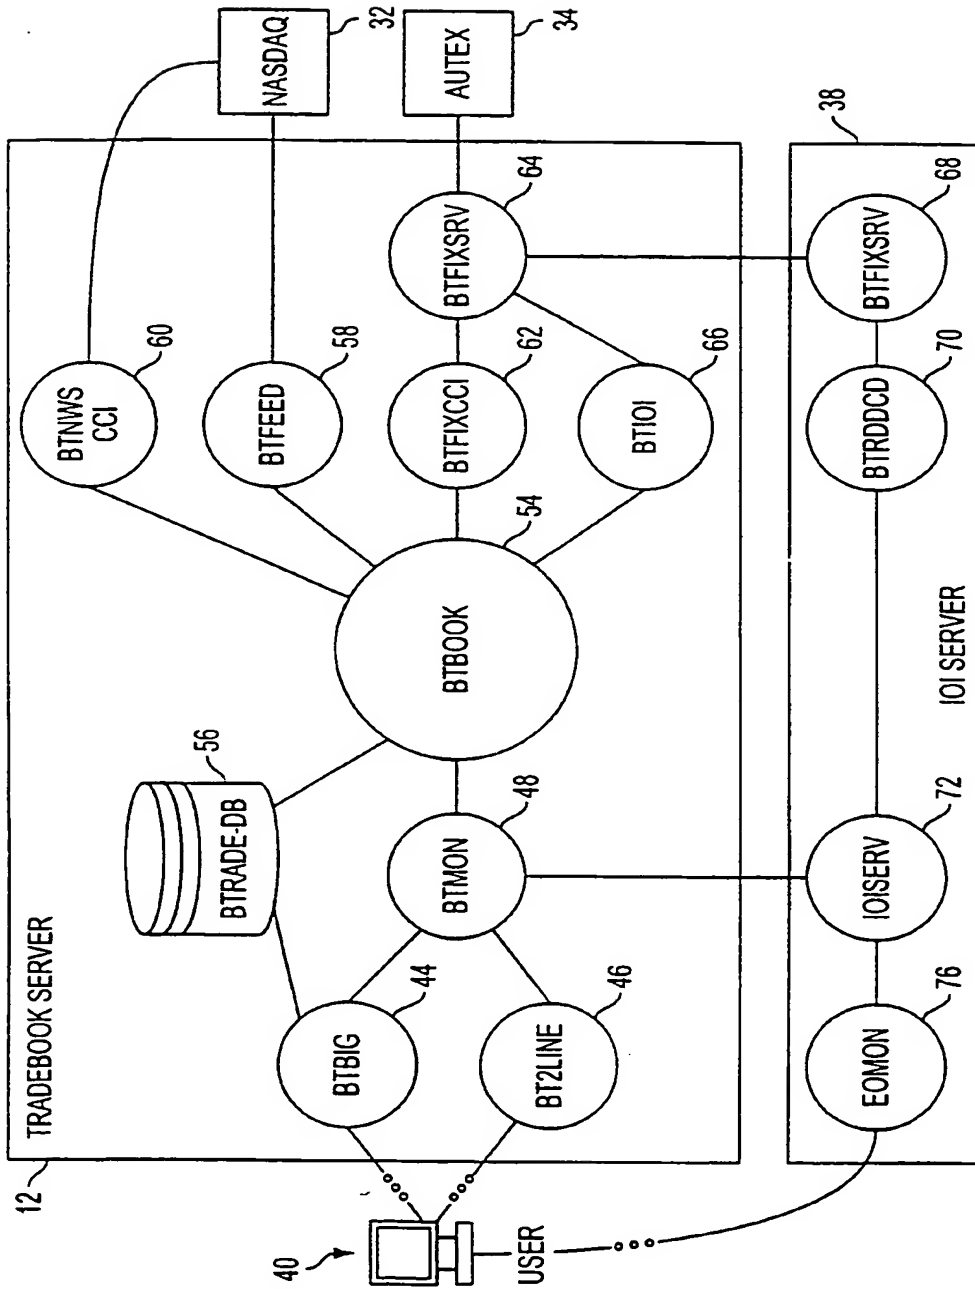 TRADEBOOK SERVER
12
40
USER
BTBIG
44
BT2LINE
46
BTRADE-DB
56
BTMON
48
BTBOOK
54
BTNWS
CCI
60
BTFEED
58
BTFIXCCI
62
BTIOI
66
BTFIXSRV
64
NASDAQ
32
AUTEX
34
EOMON
76
IOISERV
72
IOI SERVER
BTRDDCD
70
BTFIXSRV
68
38